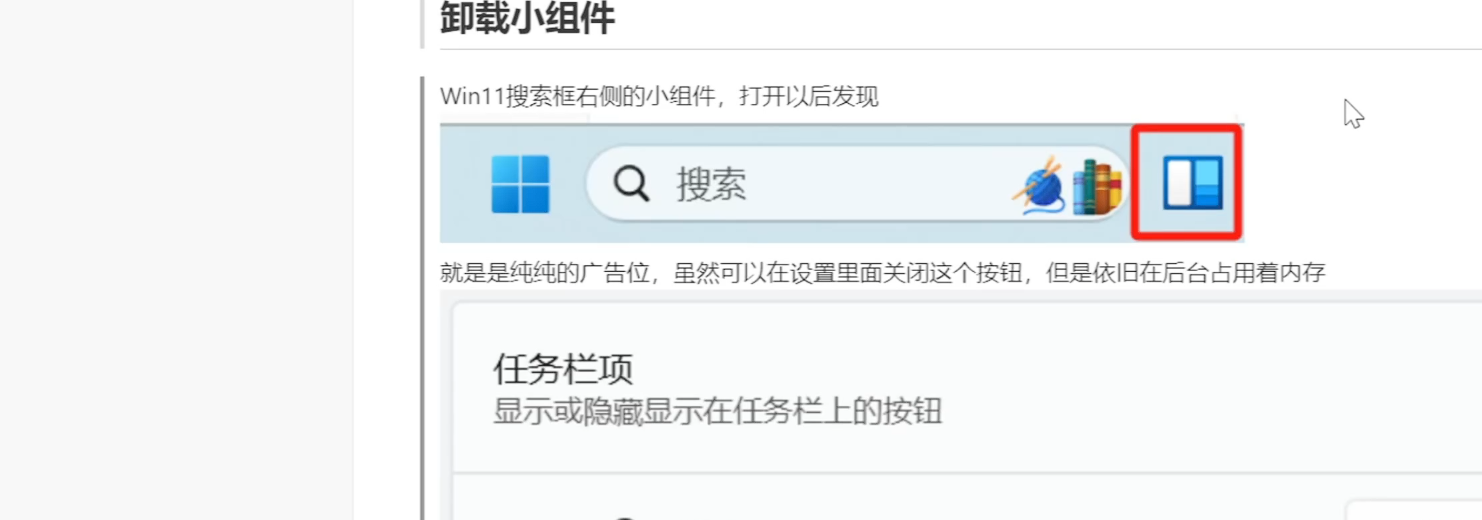 卸载小组件
Win11搜索框右侧的小组件，打开以后发现
搜索
就是是纯纯的广告位，虽然可以在设置里面关闭这个按钮，但是依旧在后台占用着内存
任务栏项
显示或隐藏显示在任务栏上的按钮